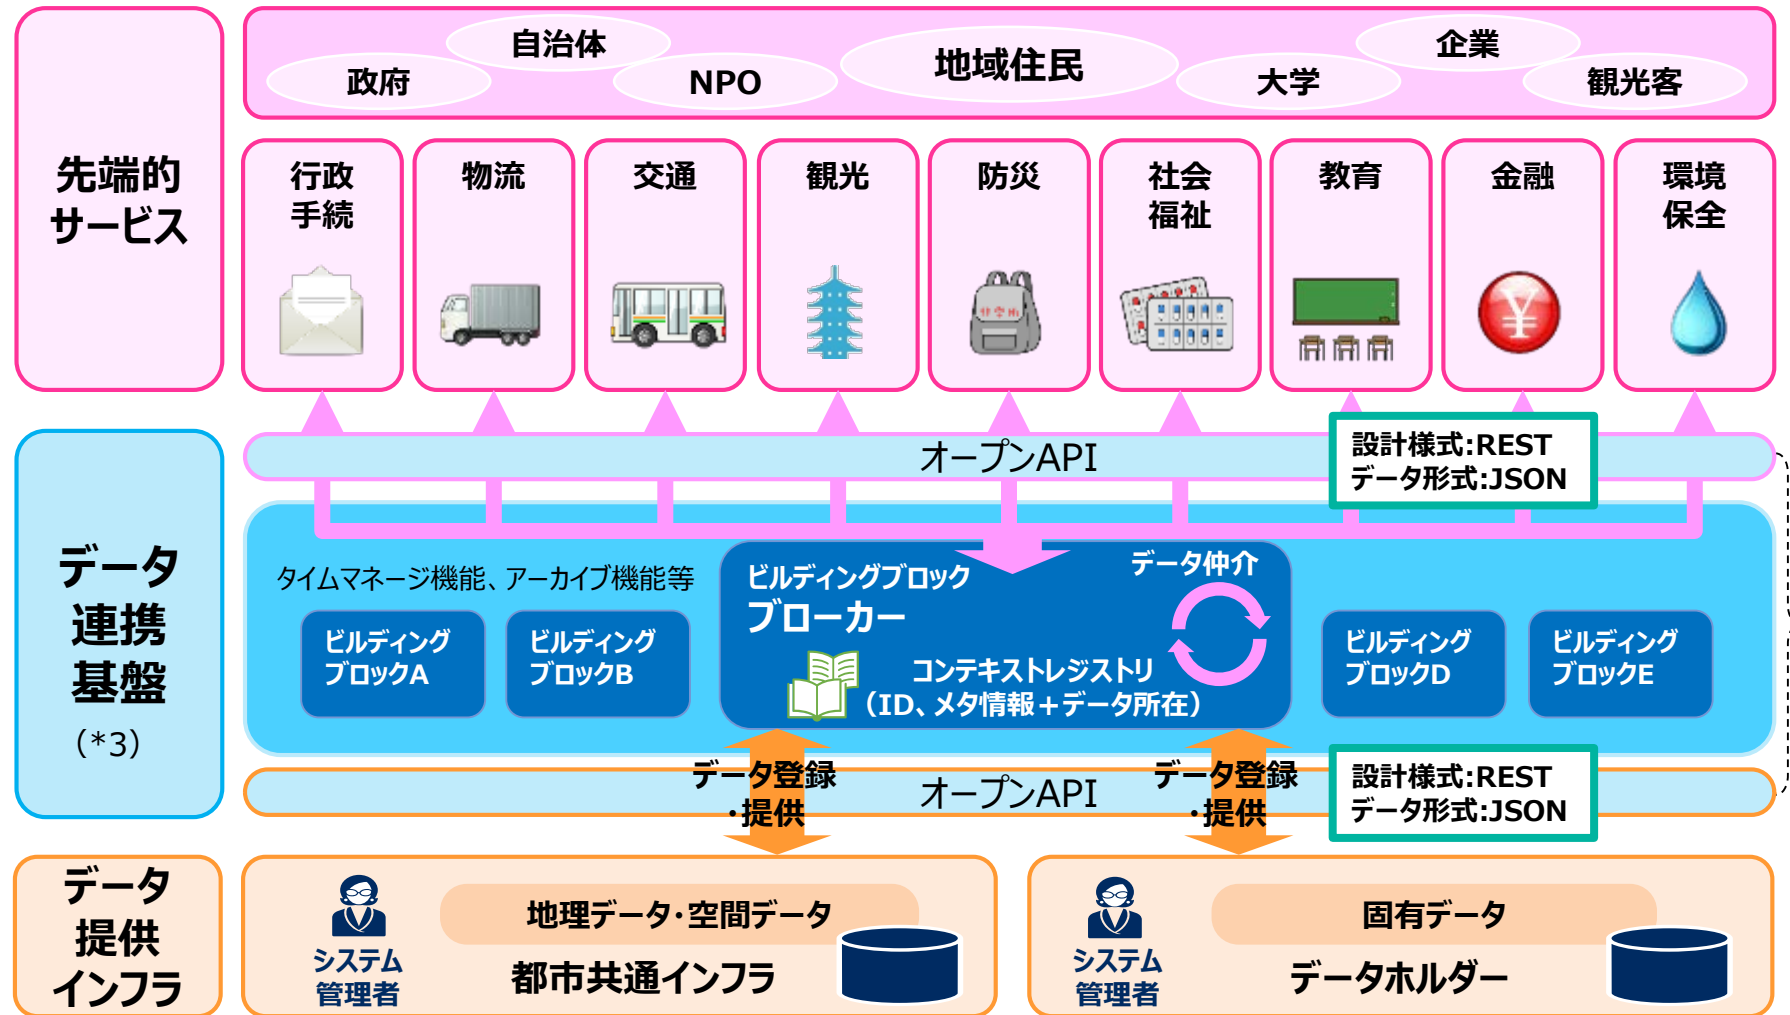 先端的
サービス
自治体
企業
政府
NPO
地域住民
大学
観光客
行政
手続
物流
交通
観光
防災
社会
福祉
教育
金融
環境
保全
オープンAPI
設計様式:REST
データ形式:JSON
データ
連携
基盤
(*3)
タイムマネージ機能、アーカイブ機能等
ビルディング
ブロックA
ビルディング
ブロックB
ビルディングブロック
ブローカー
データ仲介
コンテキストレジストリ
(ID、メタ情報+データ所在)
ビルディング
ブロックD
ビルディング
ブロックE
データ登録
・提供
オープンAPI
データ登録
・提供
設計様式:REST
データ形式:JSON
データ
提供
インフラ
システム
管理者
地理データ・空間データ
都市共通インフラ
システム
管理者
固有データ
データホルダー